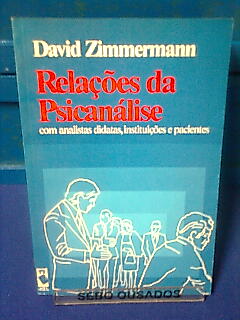 David Zimmermann
Relações da
Psicanálise
com analistas didatas, instituições e pacientes
SEBO OUSADOS